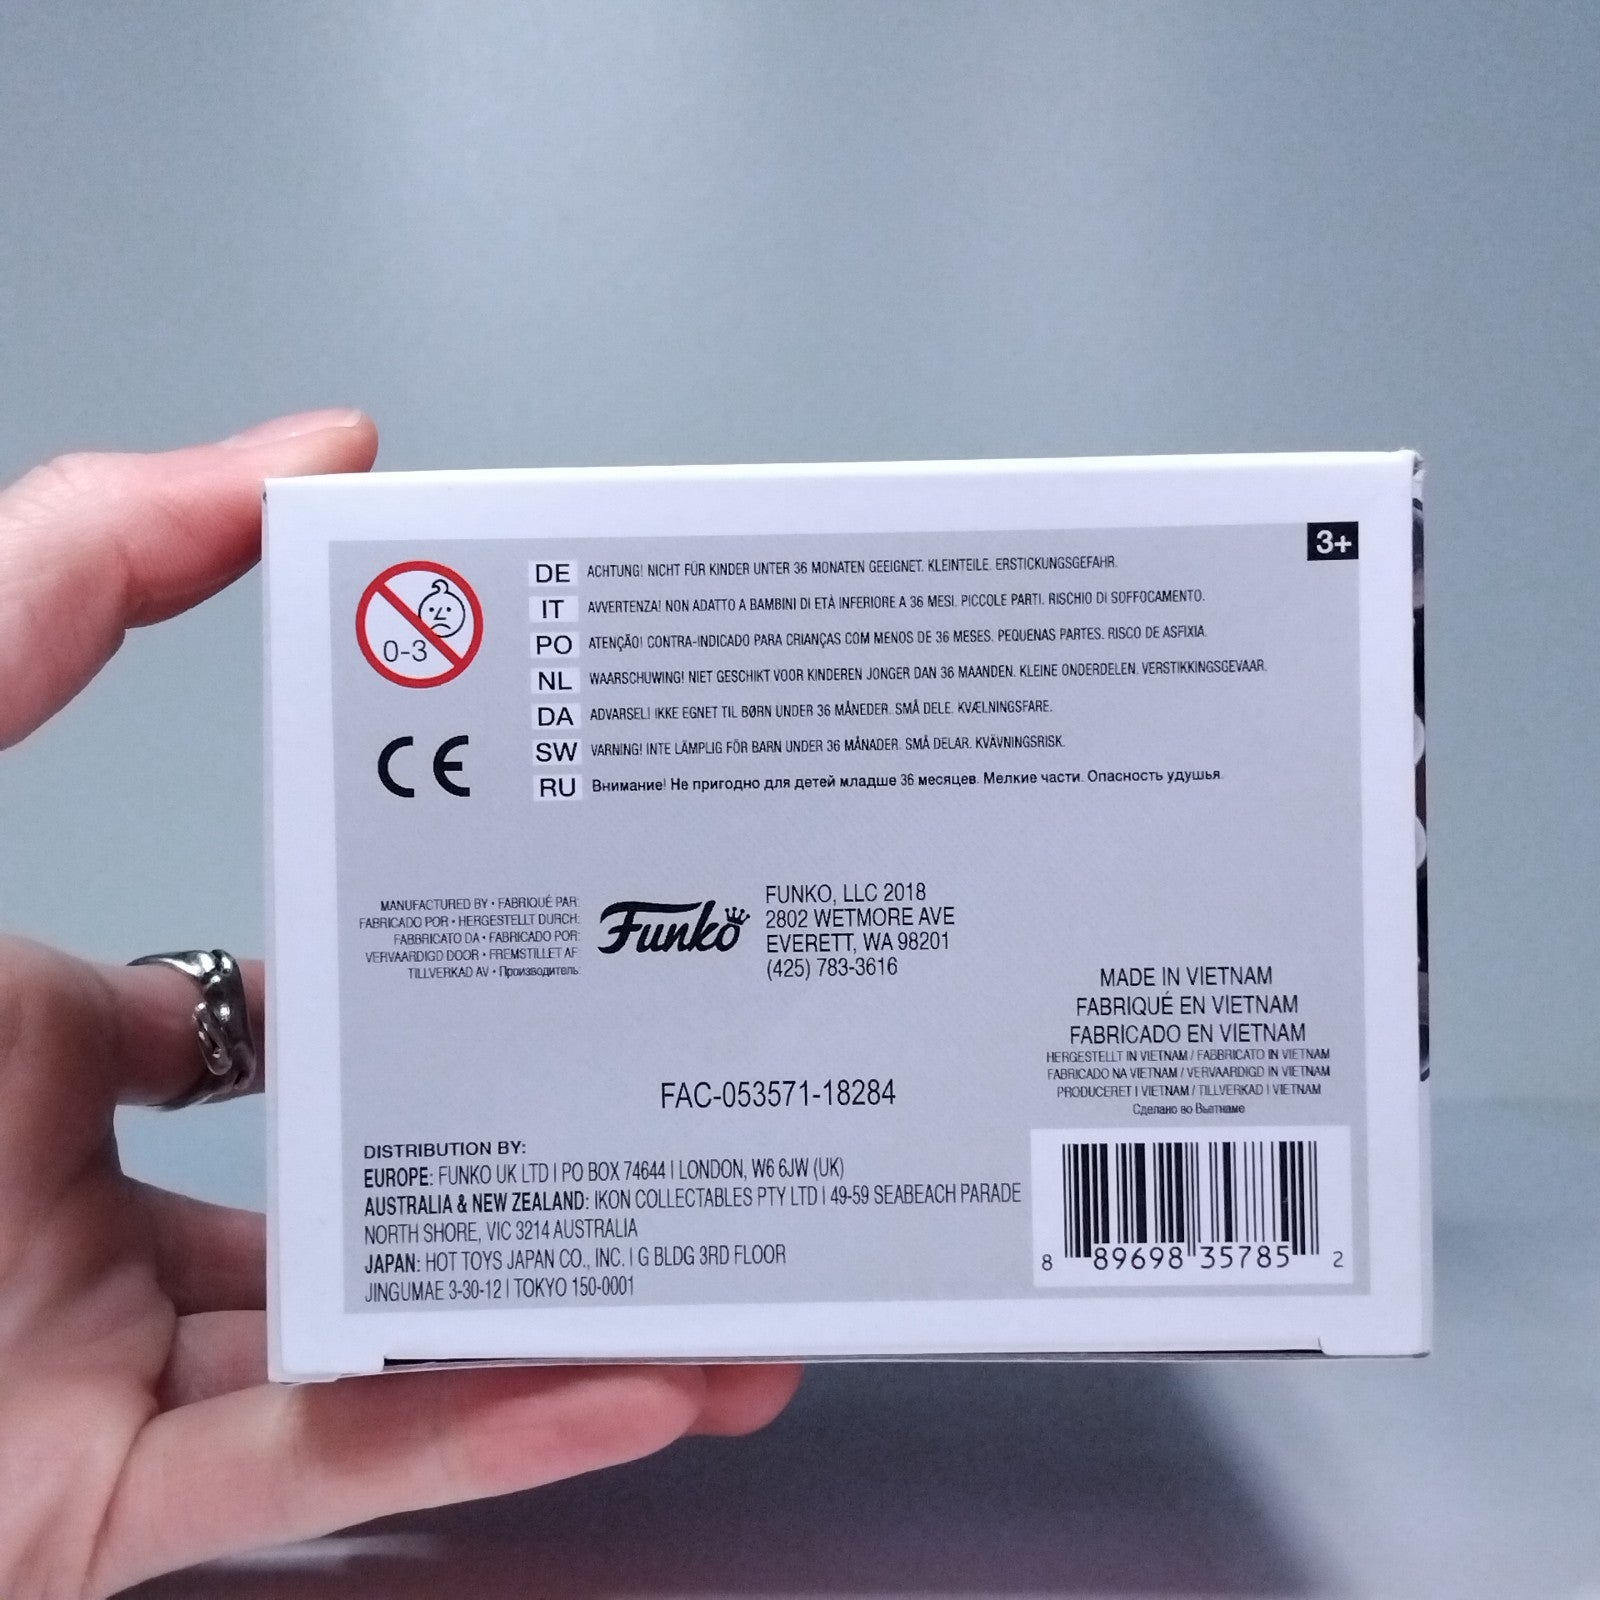 3+
0-3
CE
DE ACHTUNG! NICHT FÜR KINDER UNTER 36 MONATEN GEEIGNET. KLEINTEILE. ERSTICKUNGSGEFAHR.
IT AVVERTENZA! NON ADATTO A BAMBINI DI ETÀ INFERIORE A 36 MESI. PICCOLE PARTI. RISCHIO DI SOFFOCAMENTO.
PO ATENÇÃO! CONTRA-INDICADO PARA CRIANÇAS COM MENOS DE 36 MESES. PEQUENAS PARTES. RISCO DE ASFIXIA.
NL WAARSCHUWING! NIET GESCHIKT VOOR KINDEREN JONGER DAN 36 MAANDEN. KLEINE ONDERDELEN. VERSTIKKINGSGEVAAR.
DA ADVARSEL! IKKE EGNET TIL BØRN UNDER 36 MÅNEDER. SMÅ DELE. KVÆLNINGSFARE.
SW VARNING! INTE LÄMPLIG FÖR BARN UNDER 36 MÅNADER. SMÅ DELAR. KVÄVNINGSRISK.
RU Внимание! Не пригодно для детей младше 36 месяцев. Мелкие части. Опасность удушья.
MANUFACTURED BY • FABRIQUÉ PAR:
FABRICADO POR • HERGESTELLT DURCH:
FABBRICATO DA • FABRICADO POR:
VERVAARDIGD DOOR • FREMSTILLET AF:
TILLVERKAD AV • Производитель:
Funko
FUNKO, LLC 2018
2802 WETMORE AVE
EVERETT, WA 98201
(425) 783-3616
MADE IN VIETNAM
FABRIQUÉ EN VIETNAM
FABRICADO EN VIETNAM
HERGESTELLT IN VIETNAM / FABBRICATO IN VIETNAM
FABRICADO NA VIETNAM / VERVAARDIGD IN VIETNAM
PRODUCERET I VIETNAM / TILLVERKAD I VIETNAM
Сделано во Вьетнаме
FAC-053571-18284
DISTRIBUTION BY:
EUROPE: FUNKO UK LTD | PO BOX 74644 | LONDON, W6 6JW (UK)
AUSTRALIA & NEW ZEALAND: IKON COLLECTABLES PTY LTD | 49-59 SEABEACH PARADE
NORTH SHORE, VIC 3214 AUSTRALIA
JAPAN: HOT TOYS JAPAN CO., INC. | G BLDG 3RD FLOOR
JINGUMAE 3-30-12 | TOKYO 150-0001
8 89698 35785 2